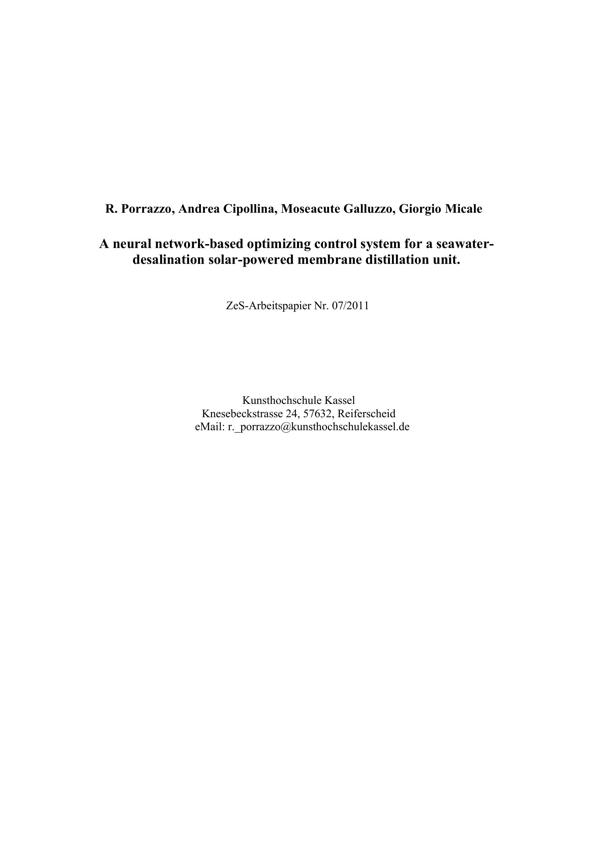 R. Porrazzo, Andrea Cipollina, Moseacute Galluzzo, Giorgio Micale
A neural network-based optimizing control system for a seawater-
desalination solar-powered membrane distillation unit.
ZeS-Arbeitspapier Nr. 07/2011
Kunsthochschule Kassel
Knesebeckstrasse 24, 57632, Reiferscheid
eMail: r._porrazzo@kunsthochschulekassel.de